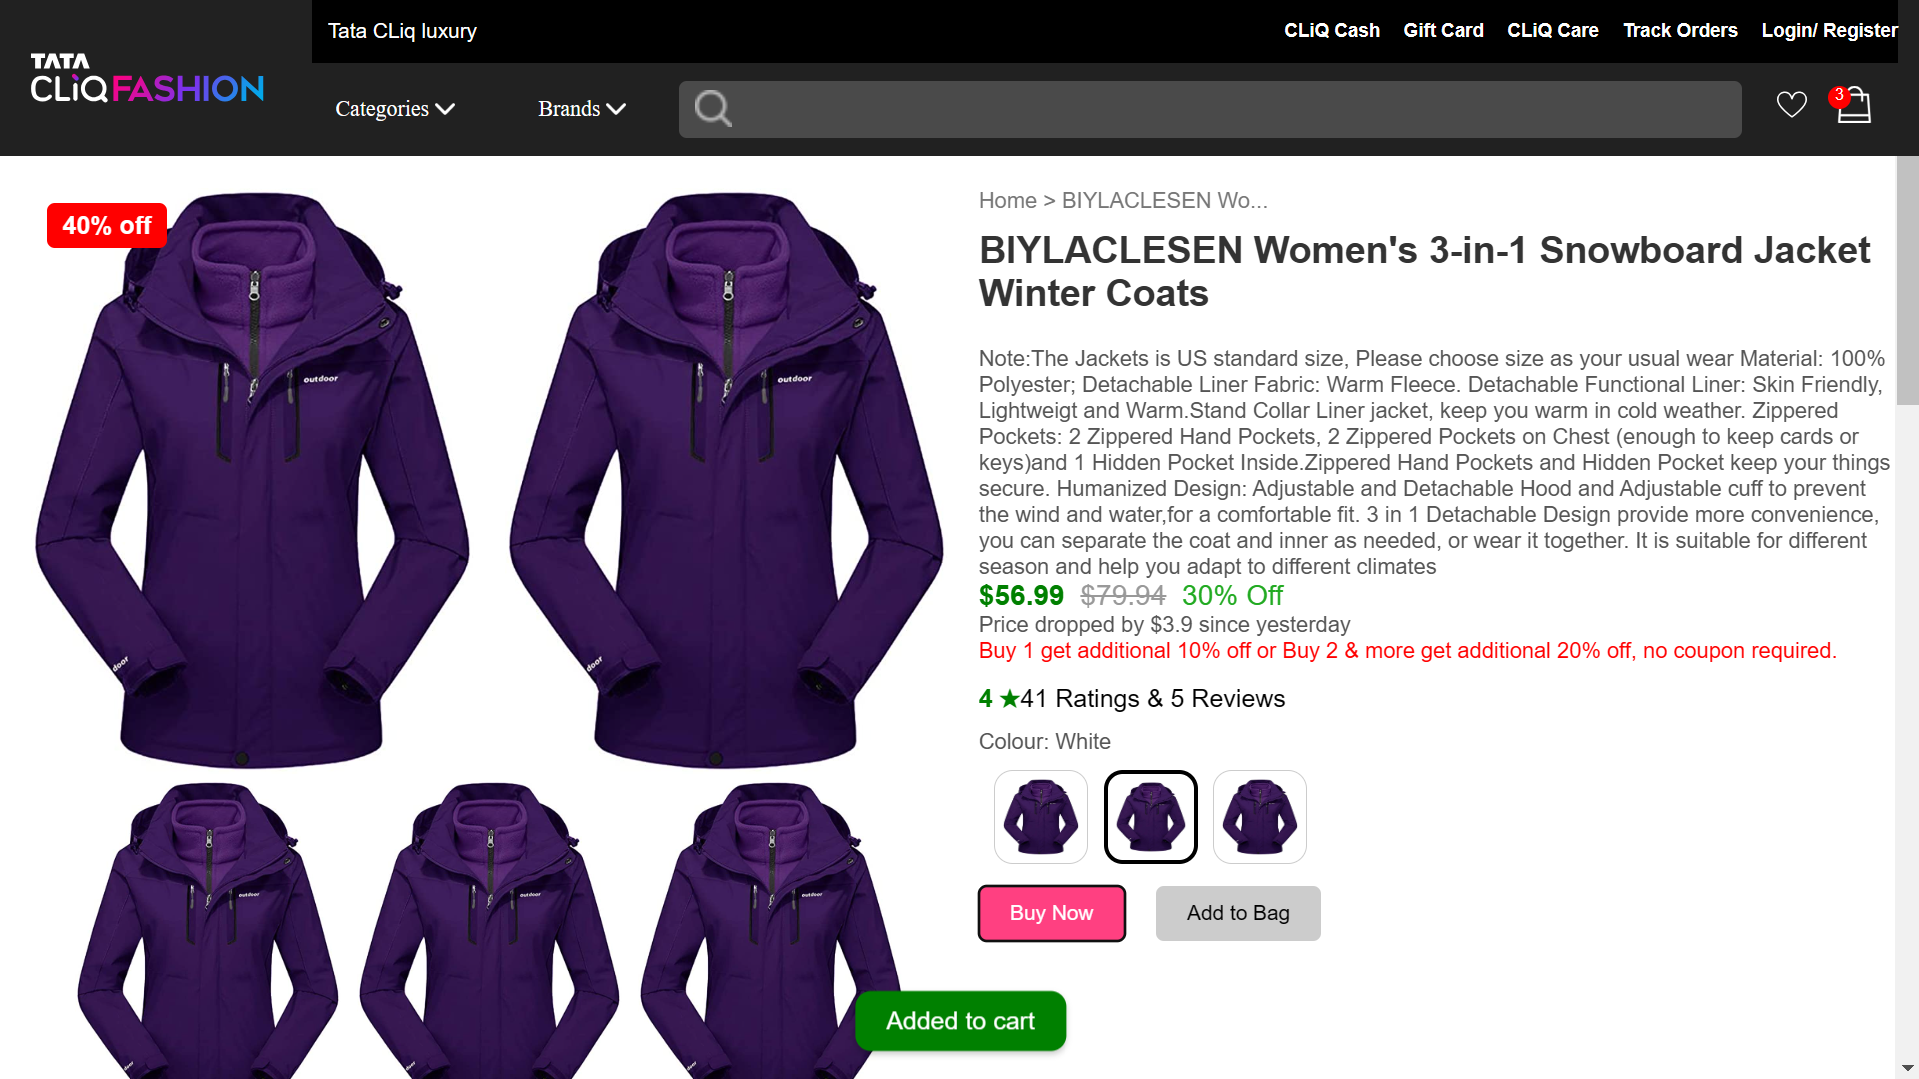 Tata CLiq luxury
CLiQ Cash
Gift Card
CLiQ Care
Track Orders
Login/ Register
TATA
CLiQ FASHION
Categories
Brands
3
40% off
outdoor
outdoor
door
door
outdoor
outdoor
outdoor
door
door
door
Home > BIYLACLESEN Wo...
BIYLACLESEN Women's 3-in-1 Snowboard Jacket
Winter Coats
Note:The Jackets is US standard size, Please choose size as your usual wear Material: 100%
Polyester; Detachable Liner Fabric: Warm Fleece. Detachable Functional Liner: Skin Friendly,
Lightweigt and Warm.Stand Collar Liner jacket, keep you warm in cold weather. Zippered
Pockets: 2 Zippered Hand Pockets, 2 Zippered Pockets on Chest (enough to keep cards or
keys)and 1 Hidden Pocket Inside.Zippered Hand Pockets and Hidden Pocket keep your things
secure. Humanized Design: Adjustable and Detachable Hood and Adjustable cuff to prevent
the wind and water,for a comfortable fit. 3 in 1 Detachable Design provide more convenience,
you can separate the coat and inner as needed, or wear it together. It is suitable for different
season and help you adapt to different climates
$56.99 $79.94 30% Off
Price dropped by $3.9 since yesterday
Buy 1 get additional 10% off or Buy 2 & more get additional 20% off, no coupon required.
4 ★41 Ratings & 5 Reviews
Colour: White
Buy Now
Add to Bag
Added to cart